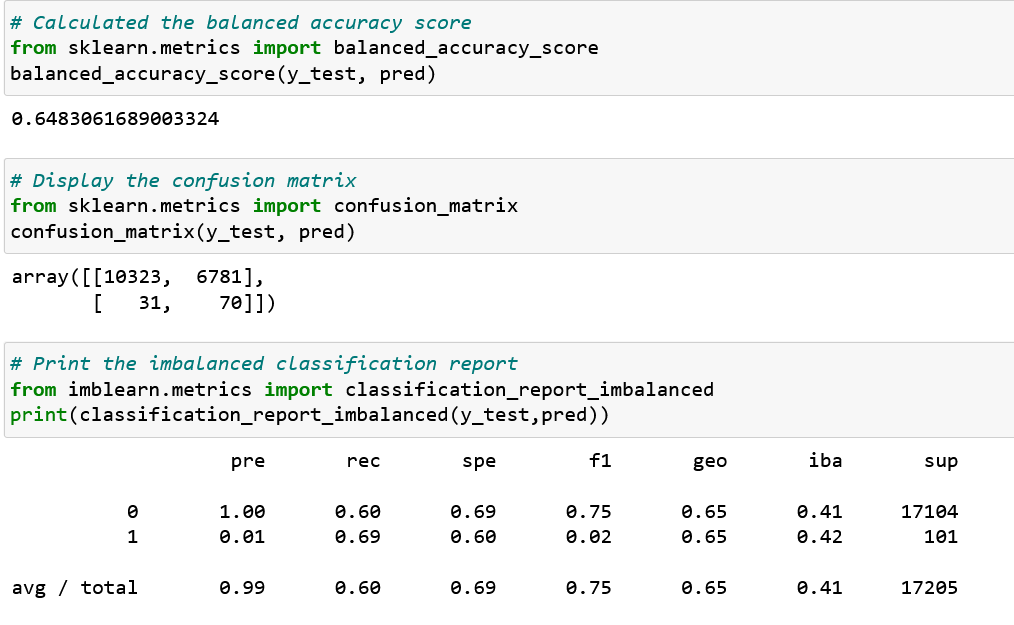 # Calculated the balanced accuracy score
from sklearn.metrics import balanced_accuracy_score
balanced_accuracy_score(y_test, pred)
0.6483061689003324
# Display the confusion matrix
from sklearn.metrics import confusion_matrix
confusion_matrix(y_test, pred)
array([[10323,  6781],
       [   31,    70]])
# Print the imbalanced classification report
from imblearn.metrics import classification_report_imbalanced
print(classification_report_imbalanced(y_test,pred))
                   pre       rec       spe        f1       geo       iba       sup
          0       1.00      0.60      0.69      0.75      0.65      0.41     17104
          1       0.01      0.69      0.60      0.02      0.65      0.42       101
avg / total       0.99      0.60      0.69      0.75      0.65      0.41     17205